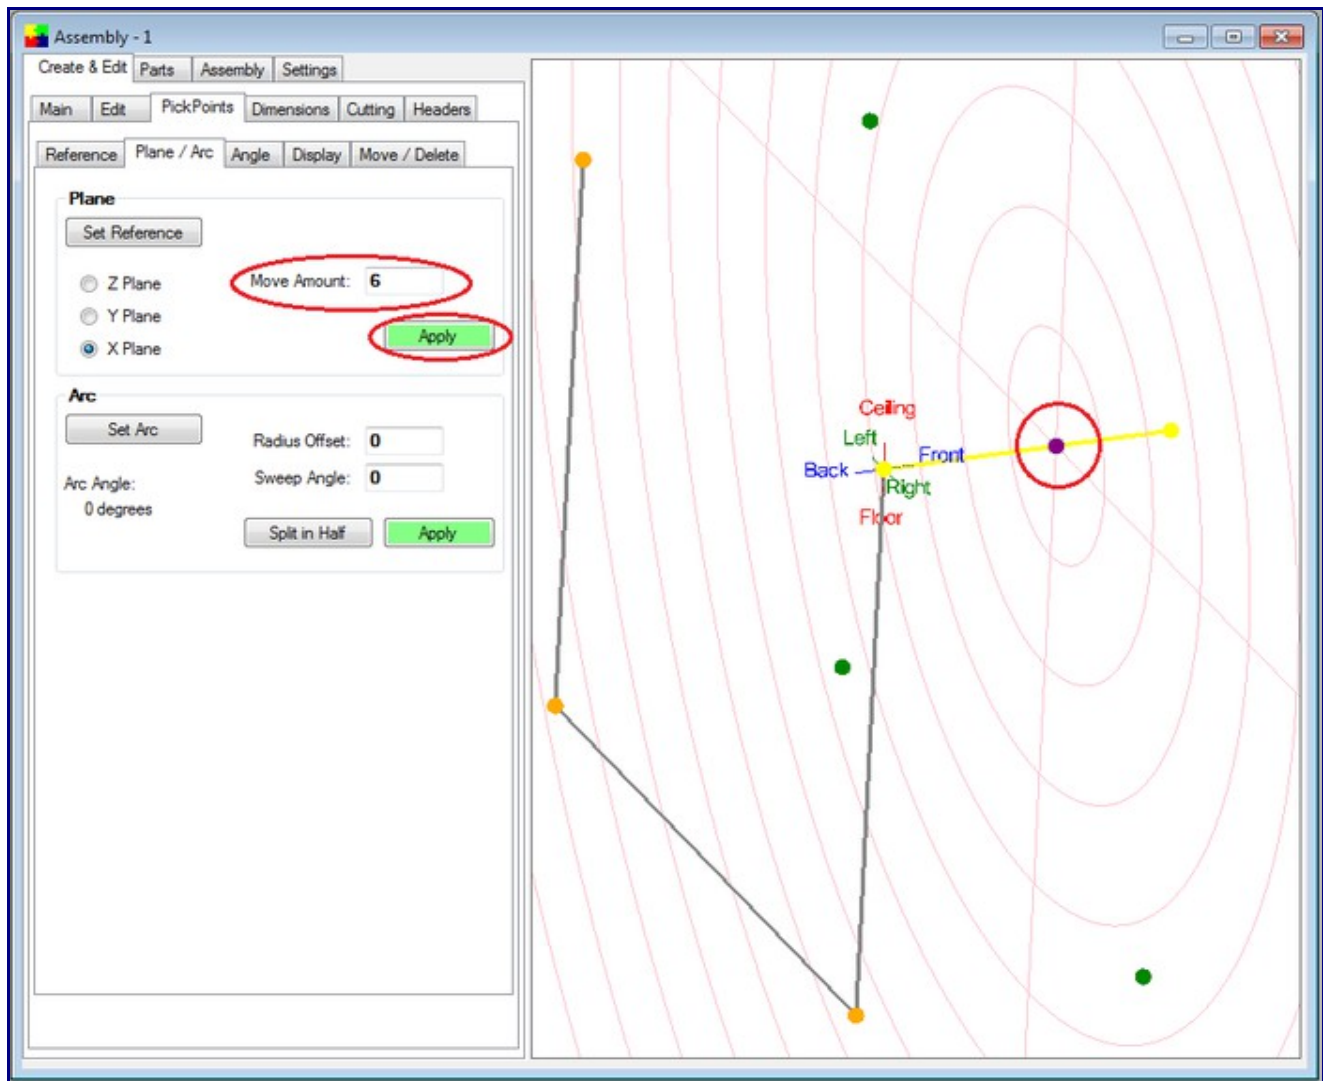 Assembly - 1
Create & Edit Parts Assembly Settings
Main Edit PickPoints Dimensions Cutting Headers
Reference Plane / Arc Angle Display Move / Delete
Plane
Set Reference
Z Plane Move Amount: 6
Y Plane
Apply
X Plane
Arc
Set Arc
Radius Offset: 0
Arc Angle: Sweep Angle: 0
0 degrees
Split in Half Apply
Ceiling
Left
Back Front
Right
Floor